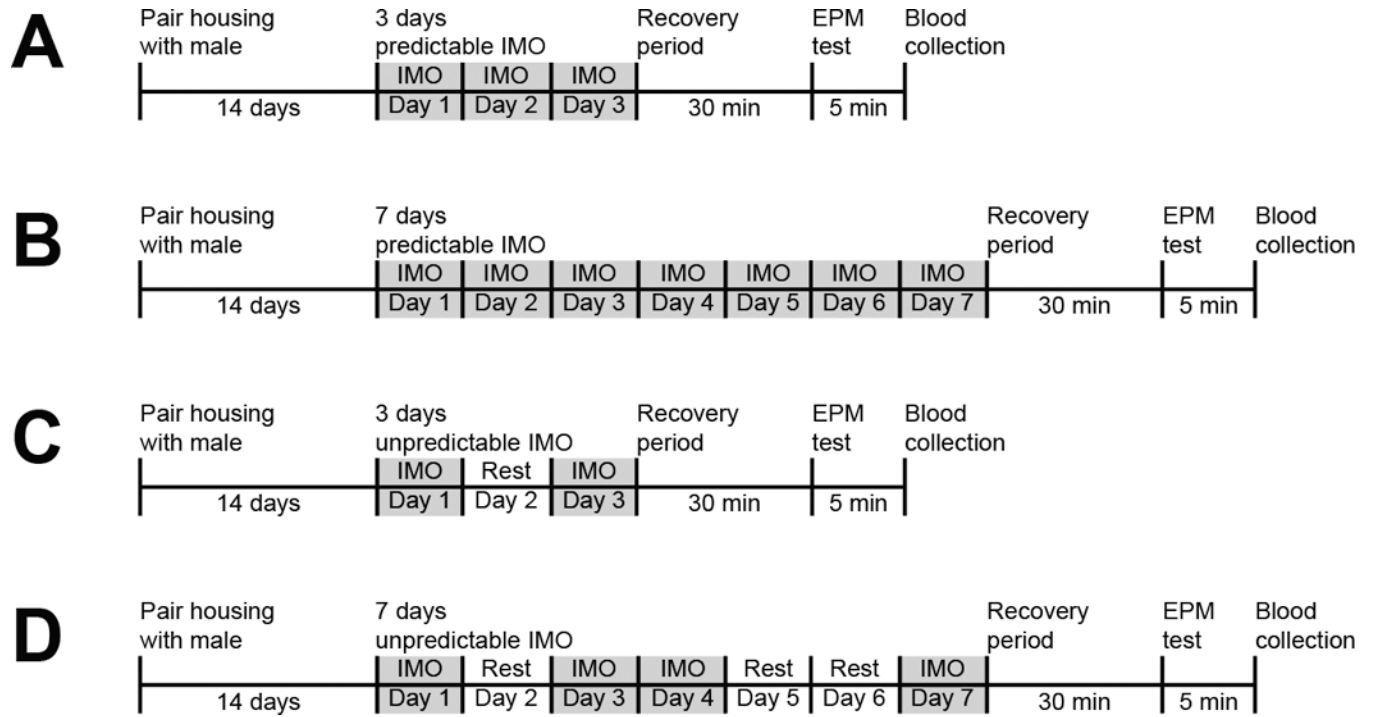 A
Pair housing
with male
3 days
predictable IMO
Recovery
period
EPM
test
Blood
collection
IMO IMO IMO
14 days Day 1 Day 2 Day 3 30 min 5 min
B
Pair housing
with male
7 days
predictable IMO
Recovery
period
EPM
test
Blood
collection
IMO IMO IMO IMO IMO IMO IMO
14 days Day 1 Day 2 Day 3 Day 4 Day 5 Day 6 Day 7 30 min 5 min
C
Pair housing
with male
3 days
unpredictable IMO
Recovery
period
EPM
test
Blood
collection
IMO Rest IMO
14 days Day 1 Day 2 Day 3 30 min 5 min
D
Pair housing
with male
7 days
unpredictable IMO
Recovery
period
EPM
test
Blood
collection
IMO Rest IMO IMO Rest Rest IMO
14 days Day 1 Day 2 Day 3 Day 4 Day 5 Day 6 Day 7 30 min 5 min